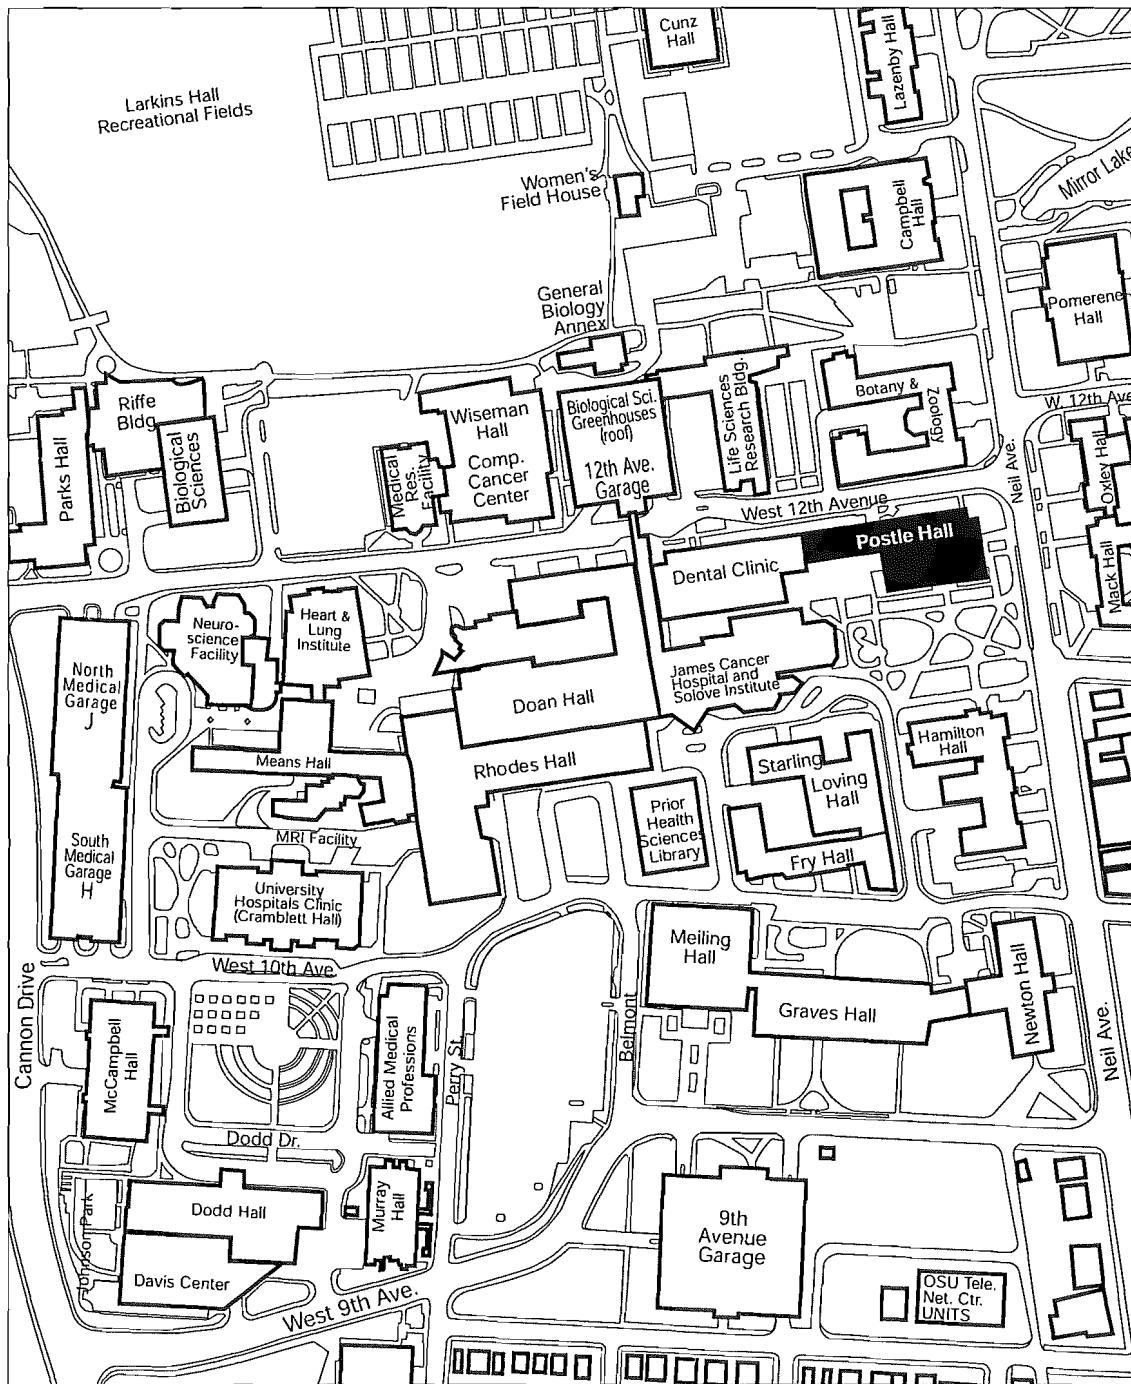 Cunz
Hall
Lazenby Hall
Larkins Hall
Recreational Fields
Women's
Field House
Mirror Lake
Campbell
Hall
General
Biology
Annex
Pomerene
Hall
Riffe
Bldg.
Parks Hall
Biological
Sciences
Wiseman
Hall
Comp.
Cancer
Center
Medical
Res.
Facility
Biological Sci.
Greenhouses
(roof)
12th Ave.
Garage
Life Sciences
Research Bldg.
Botany &
Zoology
W. 12th Ave
Oxley Hall
Neil Ave.
West 12th Avenue
Postle Hall
Mack Hall
Dental Clinic
Neuro-
science
Facility
Heart &
Lung
Institute
North
Medical
Garage
J
James Cancer
Hospital and
Solove Institute
Doan Hall
Rhodes Hall
Means Hall
Hamilton
Hall
Starling
Loving
Hall
Fry Hall
Prior
Health
Sciences
Library
MRI Facility
South
Medical
Garage
H
University
Hospitals Clinic
(Cramblett Hall)
West 10th Ave.
Meiling
Hall
Graves Hall
Newton Hall
Neil Ave.
Belmont
Cannon Drive
McCampbell
Hall
Allied Medical
Professions
Perry St.
Dodd Dr.
Johnson Park
Dodd Hall
Davis Center
Murray
Hall
West 9th Ave.
9th
Avenue
Garage
OSU Tele.
Net. Ctr.
UNITS